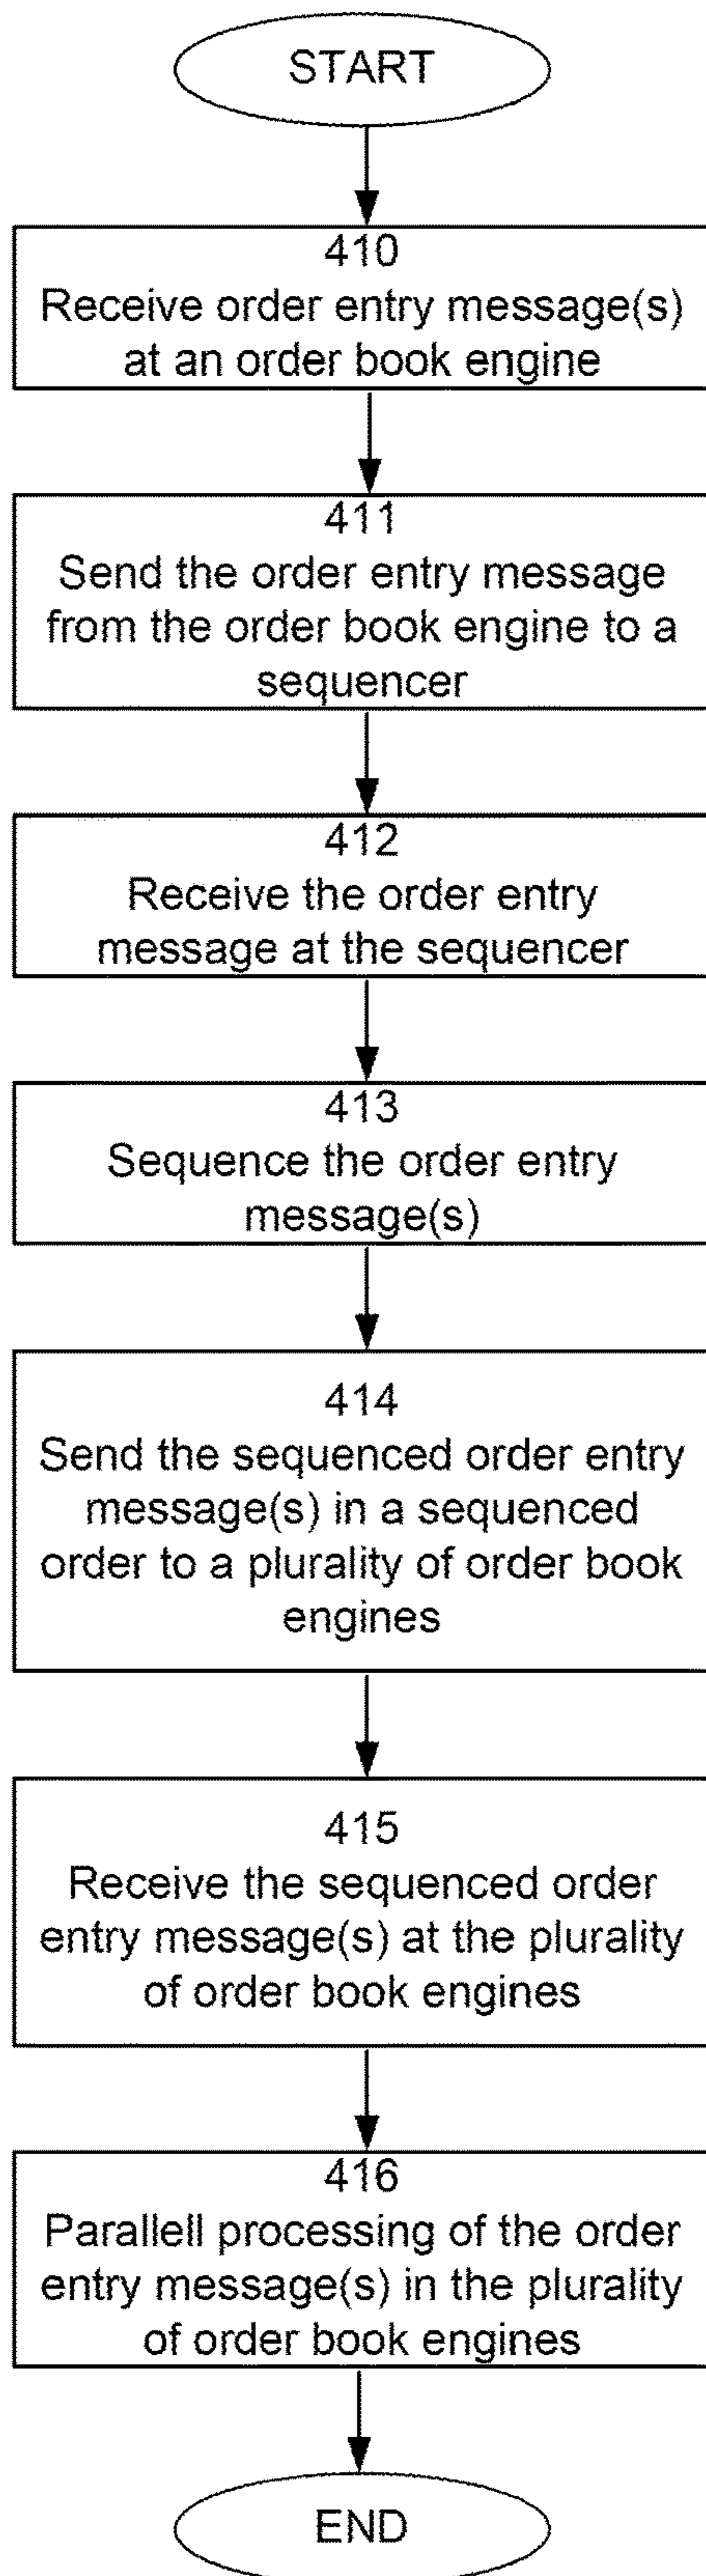 START
410
Receive order entry message(s)
at an order book engine
411
Send the order entry message
from the order book engine to a
sequencer
412
Receive the order entry
message at the sequencer
413
Sequence the order entry
message(s)
414
Send the sequenced order entry
message(s) in a sequenced
order to a plurality of order book
engines
415
Receive the sequenced order
entry message(s) at the plurality
of order book engines
416
Parallell processing of the order
entry message(s) in the plurality
of order book engines
END